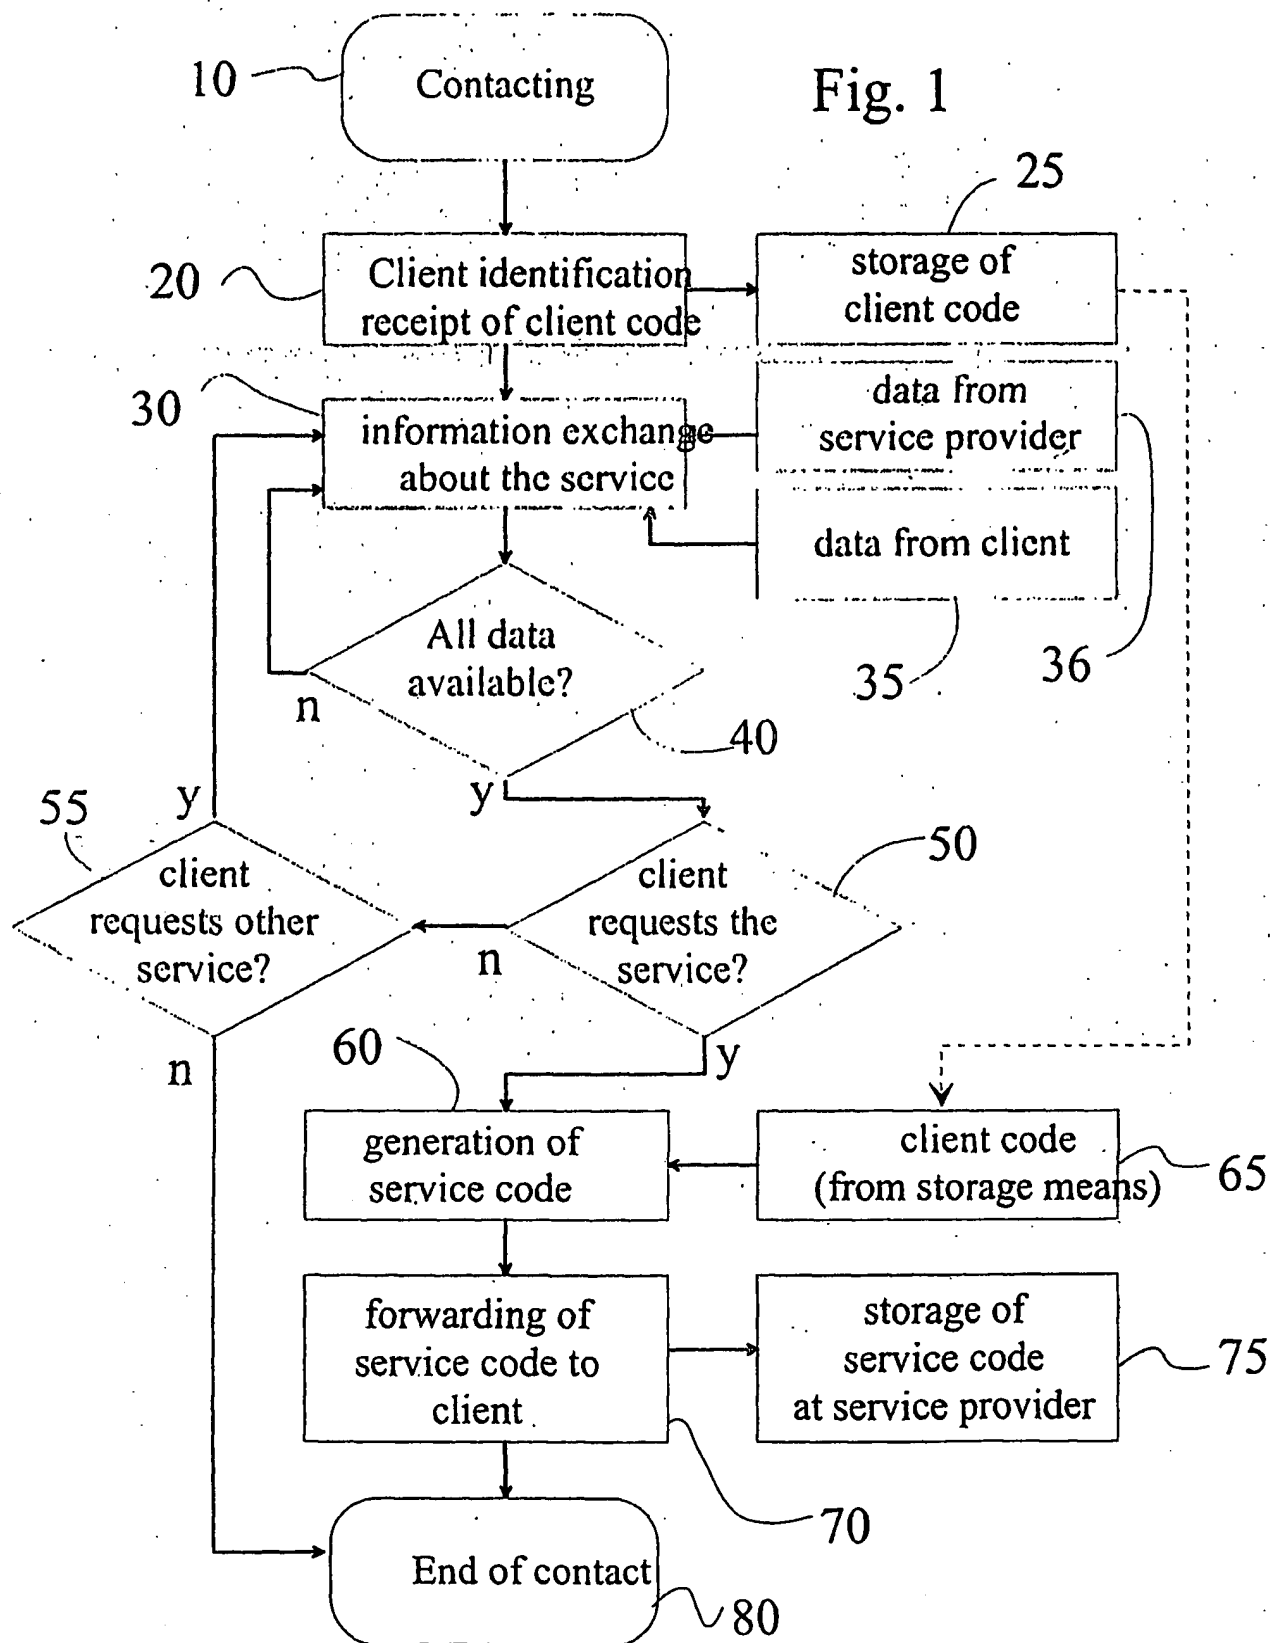 10
Contacting
Fig. 1
25
20
Client identification
receipt of client code
storage of
client code
30
information exchange
about the service
data from
service provider
data from client
36
35
All data
available?
n
40
y
y
55
50
client
requests other
service?
client
requests the
service?
n
n
60
y
generation of
service code
client code
(from storage means)
65
forwarding of
service code to
client
storage of
service code
at service provider
75
70
End of contact
80